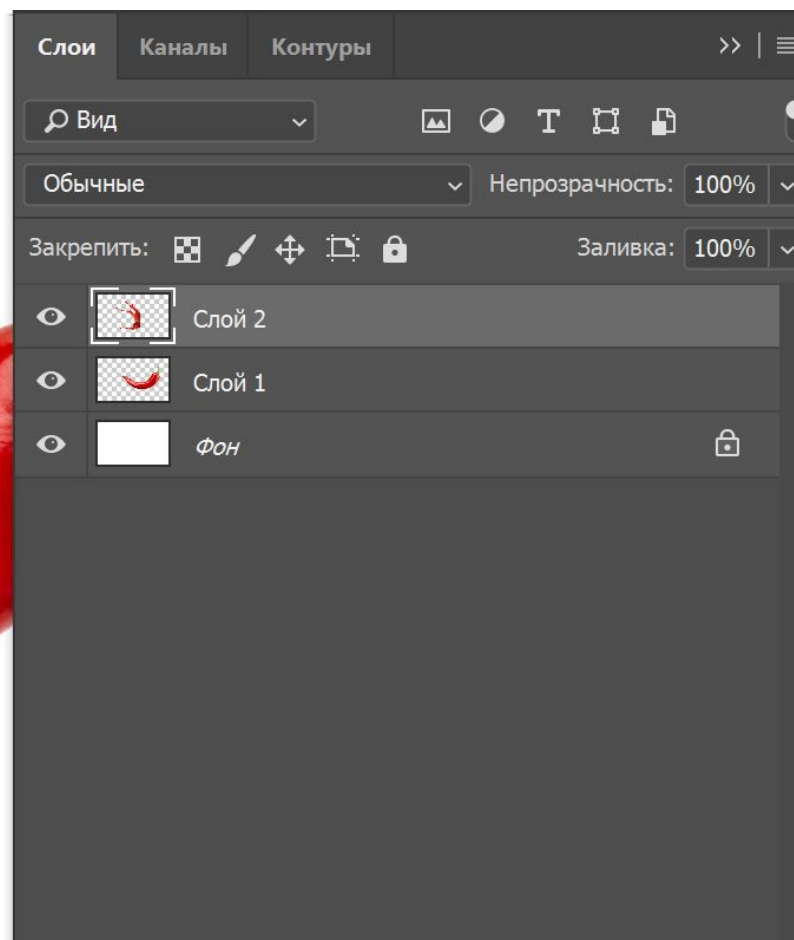 Слои Каналы Контуры
Вид
Обычные Непрозрачность: 100%
Закрепить: Заливка: 100%
Слой 2
Слой 1
Фон